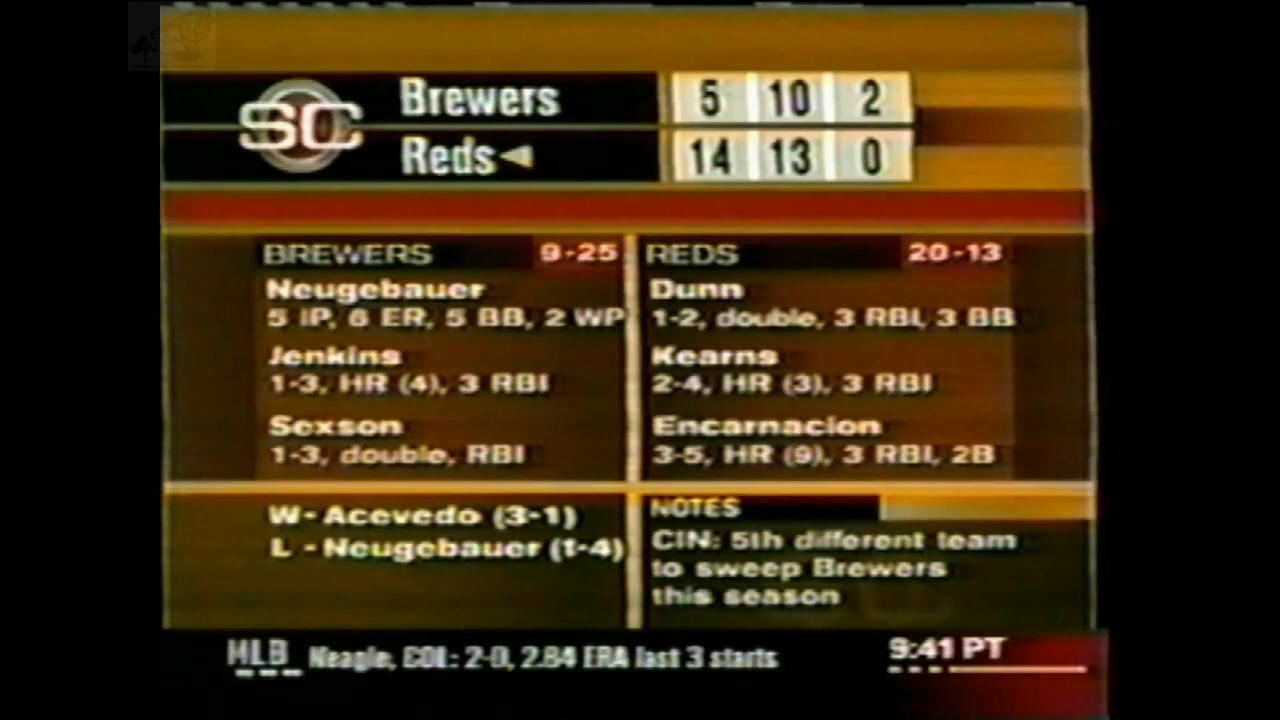 SC
Brewers 5 10 2
Reds 14 13 0
BREWERS 9-25
Neugebauer
5 IP, 6 ER, 5 BB, 2 WP
Jenkins
1-3, HR (4), 3 RBI
Sexson
1-3, double, RBI
REDS 20-13
Dunn
1-2, double, 3 RBI, 3 BB
Kearns
2-4, HR (3), 3 RBI
Encarnacion
3-5, HR (9), 3 RBI, 2B
W- Acevedo (3-1)
L - Neugebauer (1-4)
NOTES
CIN: 5th different team
to sweep Brewers
this season
MLB Neagle, COL: 2-0, 2.84 ERA last 3 starts
9:41 PT